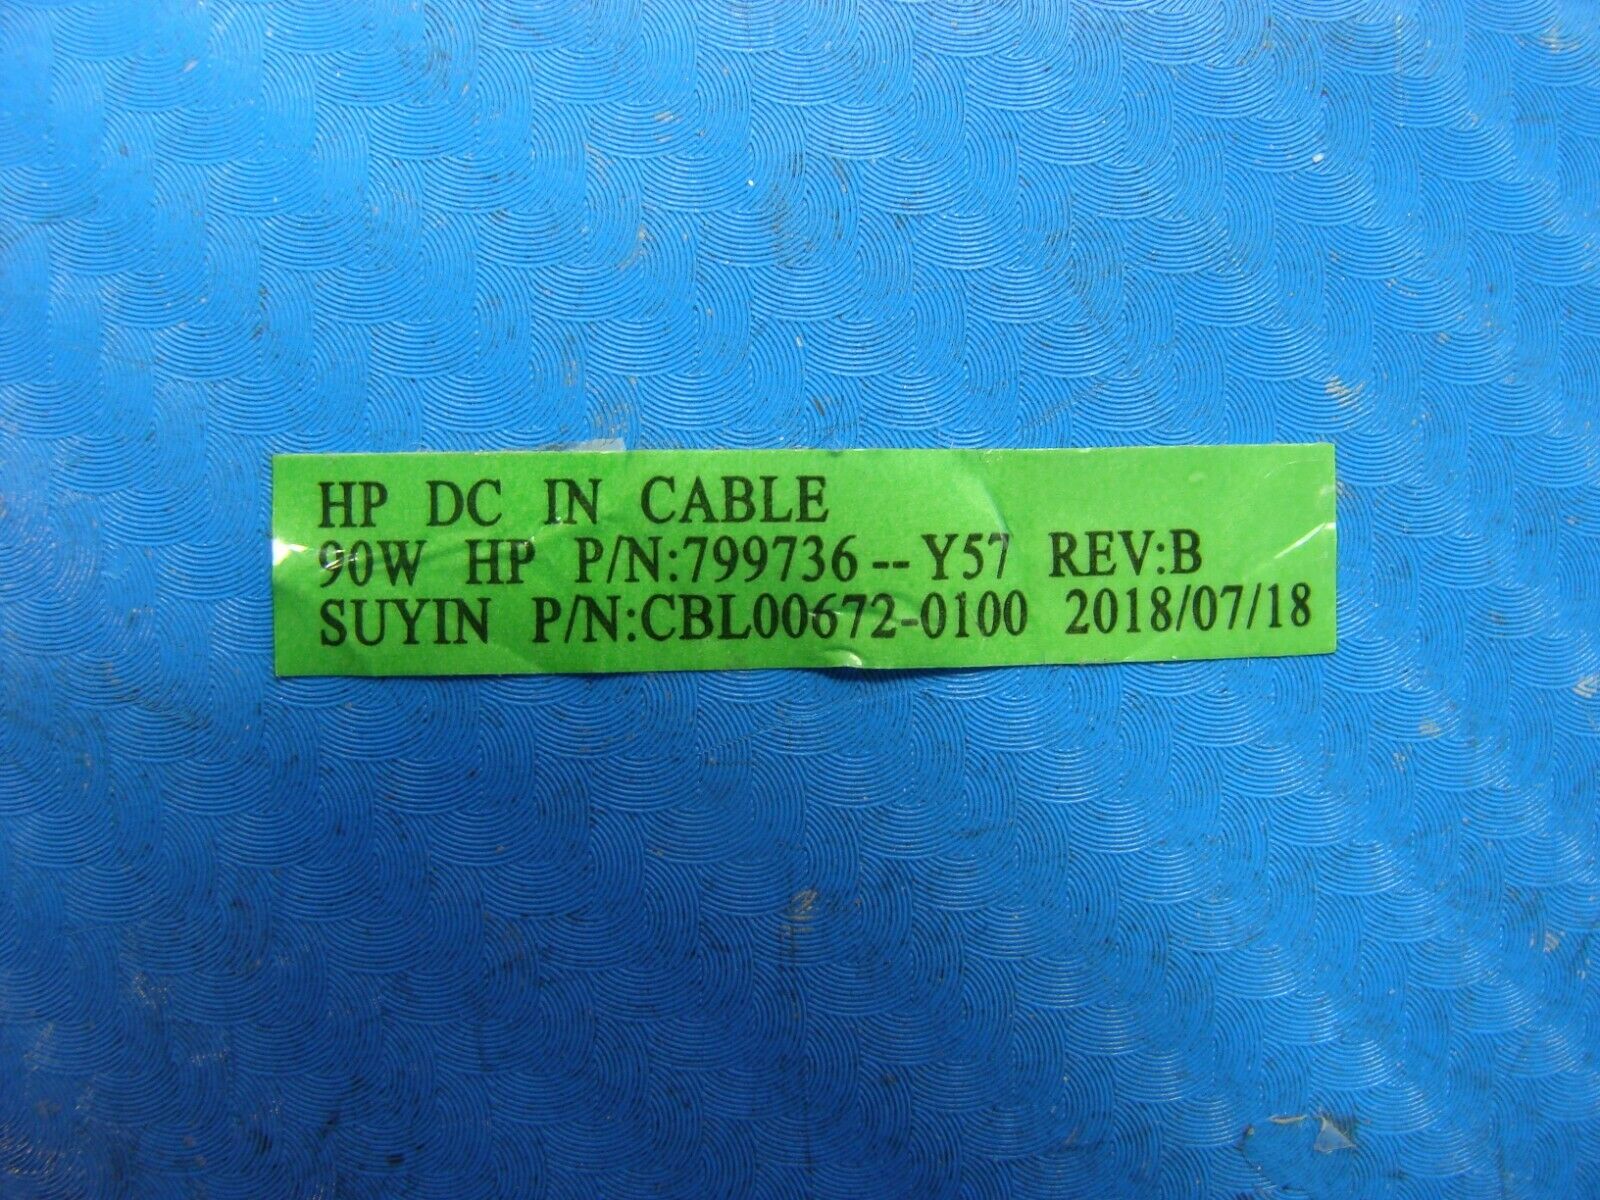 HP DC IN CABLE
90W HP P/N:799736--Y57 REV:B
SUYIN P/N:CBL00672-0100 2018/07/18